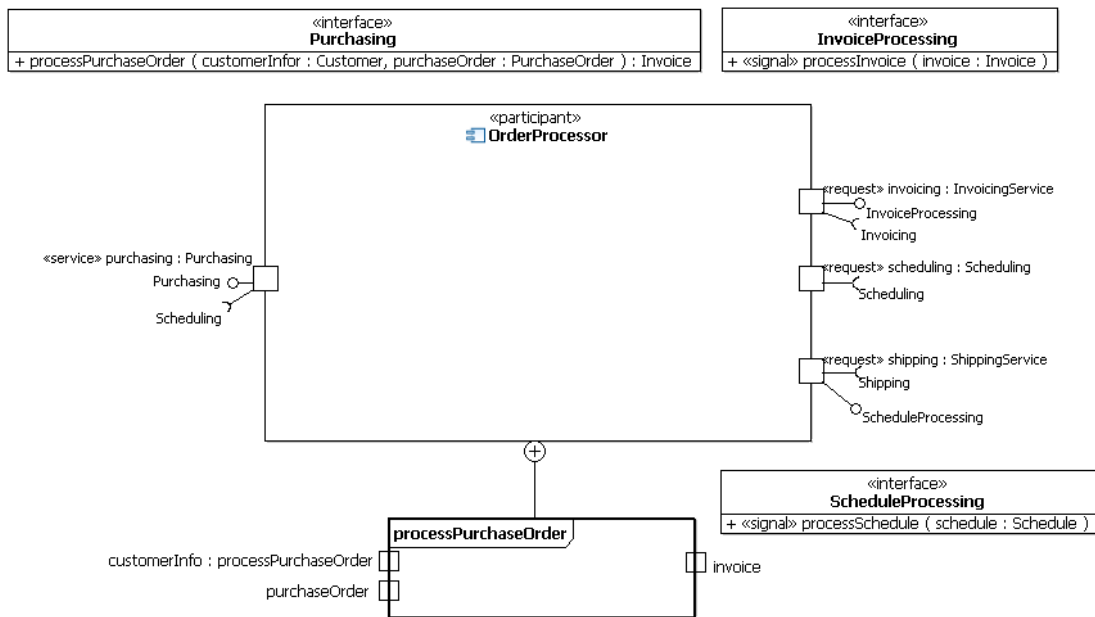 «interface»
Purchasing
+ processPurchaseOrder ( customerInfor : Customer, purchaseOrder : PurchaseOrder ) : Invoice
«interface»
InvoiceProcessing
+ «signal» processInvoice ( invoice : Invoice )
«participant»
OrderProcessor
«service» purchasing : Purchasing
Purchasing
Scheduling
«request» invoicing : InvoicingService
InvoiceProcessing
Invoicing
«request» scheduling : Scheduling
Scheduling
«request» shipping : ShippingService
Shipping
ScheduleProcessing
«interface»
ScheduleProcessing
+ «signal» processSchedule ( schedule : Schedule )
processPurchaseOrder
customerInfo : processPurchaseOrder
purchaseOrder
invoice